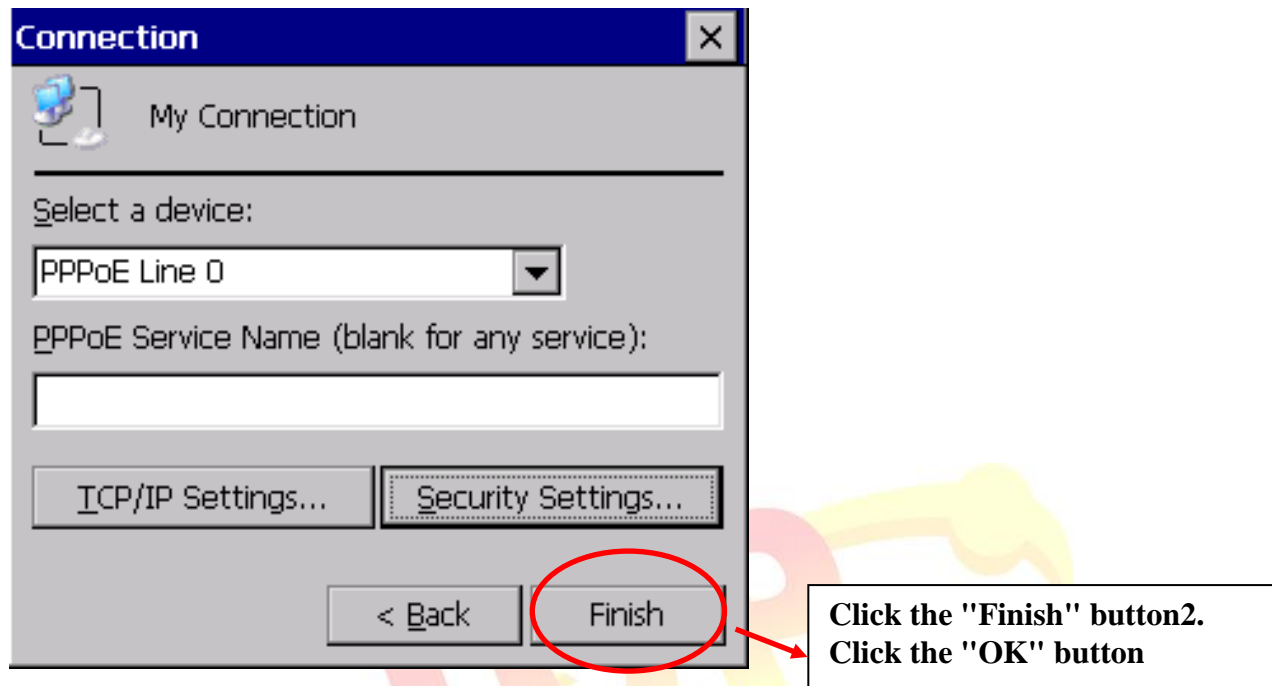 Connection
My Connection
Select a device:
PPPoE Line 0
PPPoE Service Name (blank for any service):
TCP/IP Settings... Security Settings...
< Back Finish
Click the "Finish" button2.
Click the "OK" button